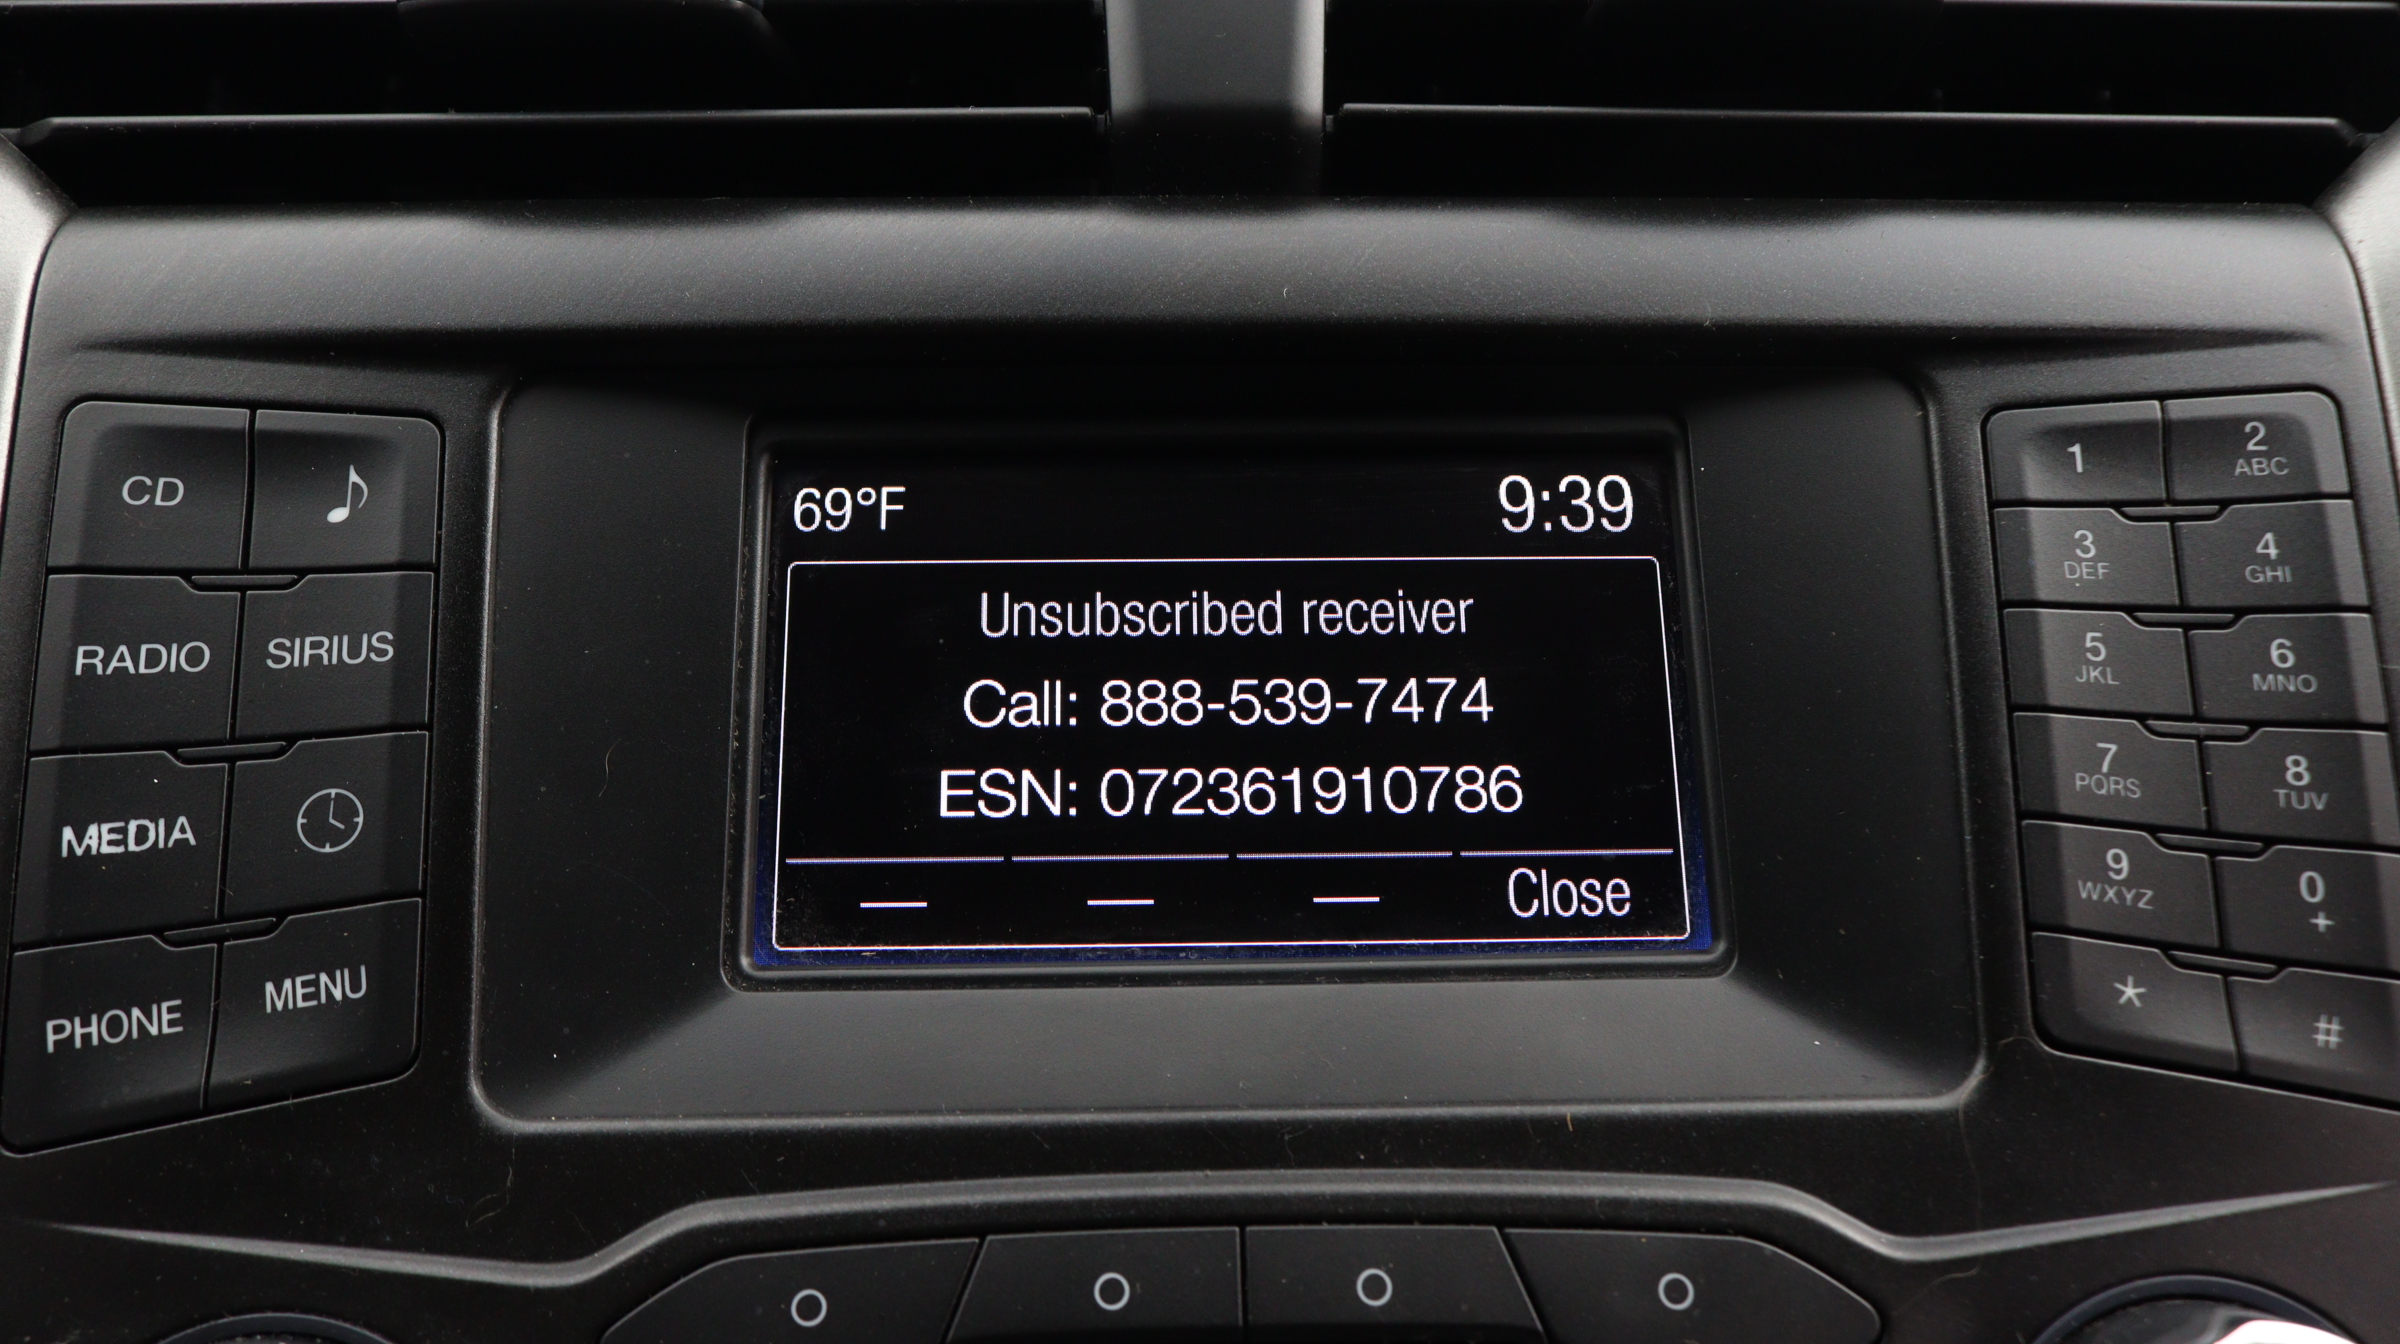 69°F 9:39
Unsubscribed receiver
Call: 888-539-7474
ESN: 072361910786
— — — Close
CD
RADIO SIRIUS
MEDIA
PHONE MENU
1 2 ABC
3 DEF 4 GHI
5 JKL 6 MNO
7 PQRS 8 TUV
9 WXYZ 0 +
* #